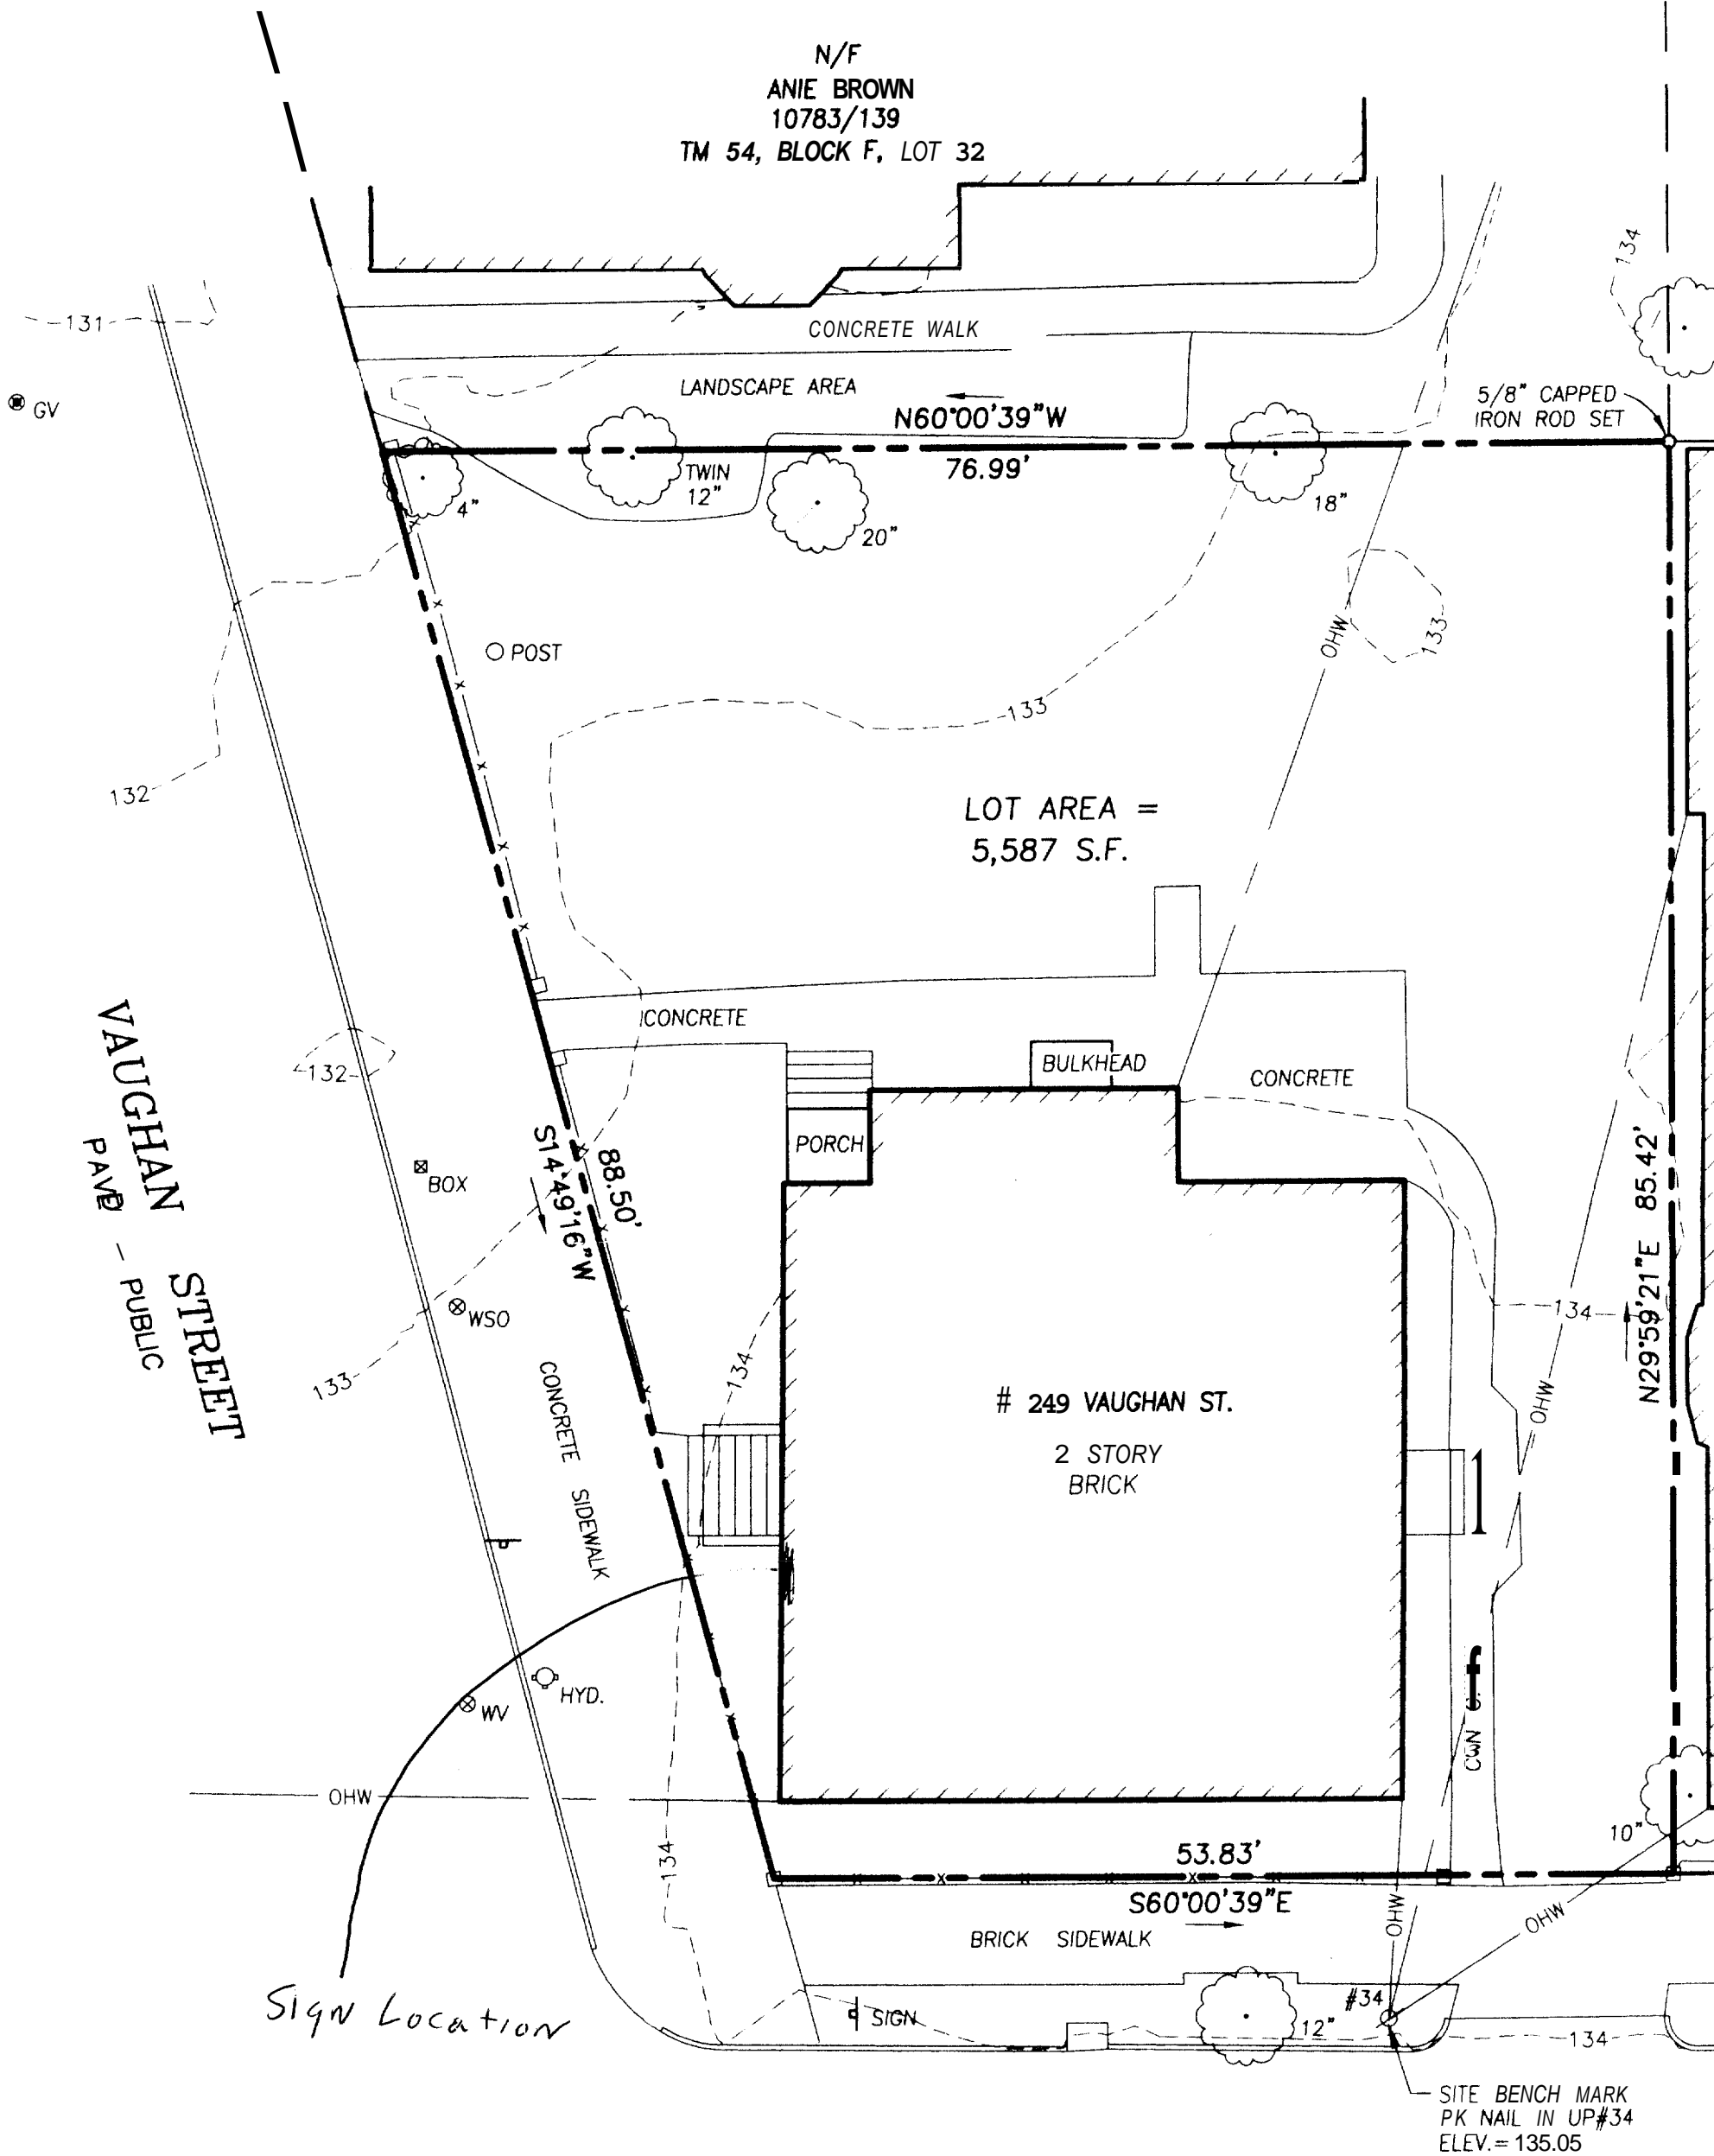 N/F
ANIE BROWN
10783/139
TM 54, BLOCK F, LOT 32
134
131
CONCRETE WALK
GV
LANDSCAPE AREA
5/8" CAPPED
IRON ROD SET
N60°00'39"W
76.99'
TWIN
12"
4"
20"
18"
POST
OHW
133
133
132
LOT AREA =
5,587 S.F.
CONCRETE
BULKHEAD
CONCRETE
132
PORCH
VAUGHAN STREET
PAVD - PUBLIC
BOX
88.50'
S14°49'16"W
N29°59'21"E 85.42'
WSO
134
133
134
CONCRETE SIDEWALK
OHW
# 249 VAUGHAN ST.
2 STORY
BRICK
HYD.
WV
OHW
10"
134
53.83'
S60°00'39"E
OHW
OHW
BRICK SIDEWALK
Sign Location
SIGN
#34
12"
134
SITE BENCH MARK
PK NAIL IN UP#34
ELEV.= 135.05